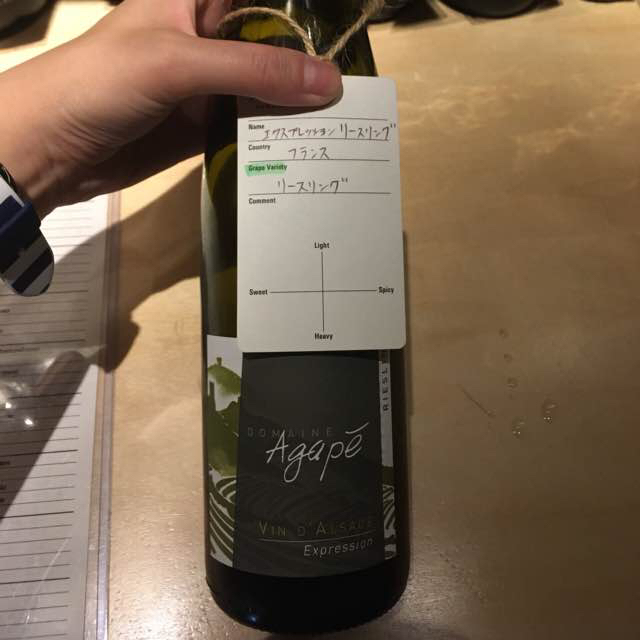 Name エクスプレッション リースリング
Country フランス
Grape Variety リースリング
Comment
Light
Sweet Spicy
Heavy
RIESL
DOMAINE
Agapé
VIN D'ALSACE
Expression